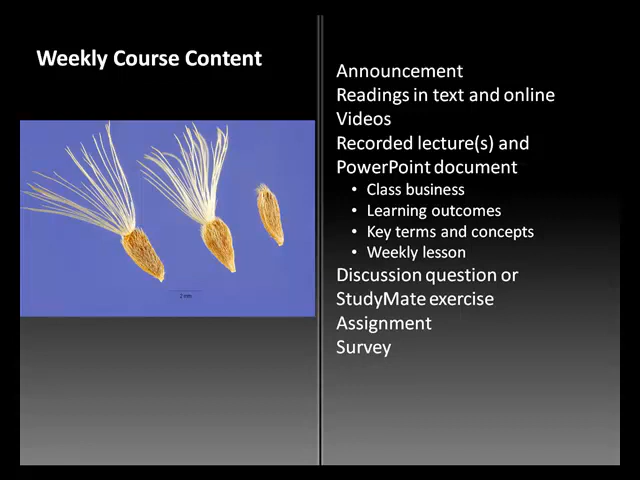 Weekly Course Content
2 mm
Announcement
Readings in text and online
Videos
Recorded lecture(s) and
PowerPoint document
• Class business
• Learning outcomes
• Key terms and concepts
• Weekly lesson
Discussion question or
StudyMate exercise
Assignment
Survey